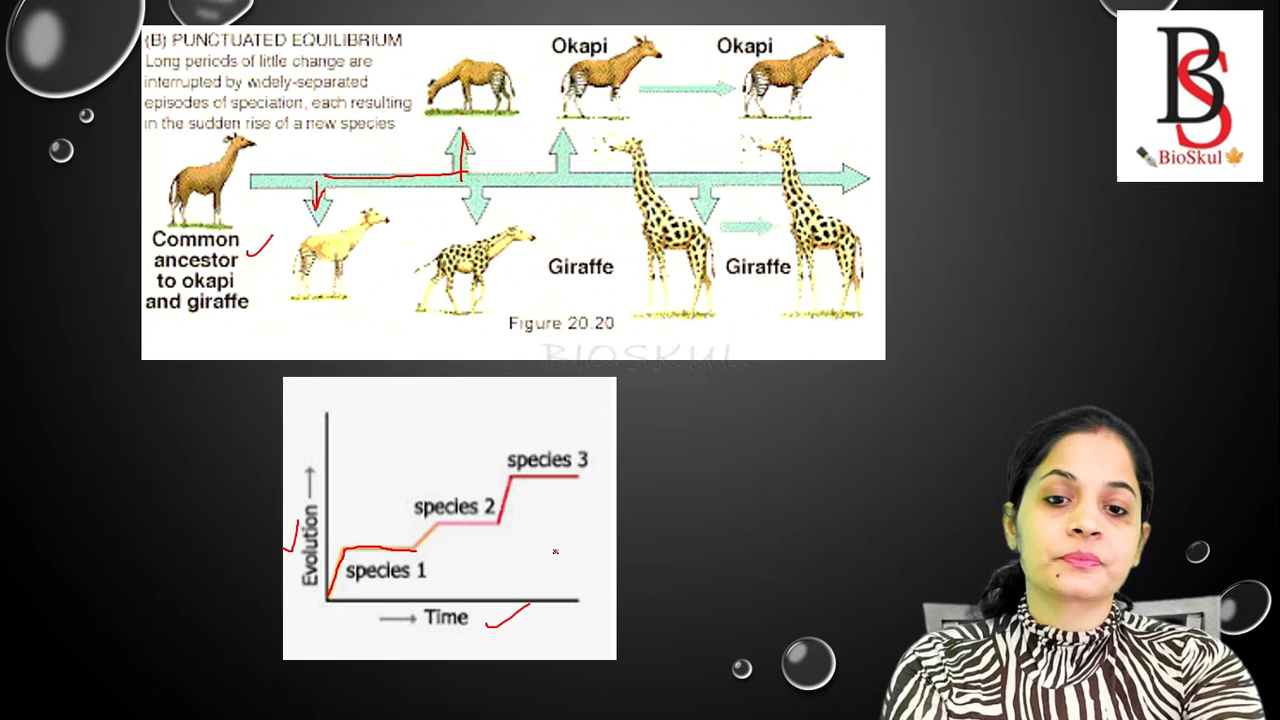 (B) PUNCTUATED EQUILIBRIUM
Long periods of little change are
interrupted by widely-separated
episodes of speciation, each resulting
in the sudden rise of a new species
Okapi
Okapi
Common
ancestor
to okapi
and giraffe
Giraffe
Giraffe
Figure 20.20
BIOSKUL
BS
BioSkul
species 3
species 2
species 1
Evolution
Time